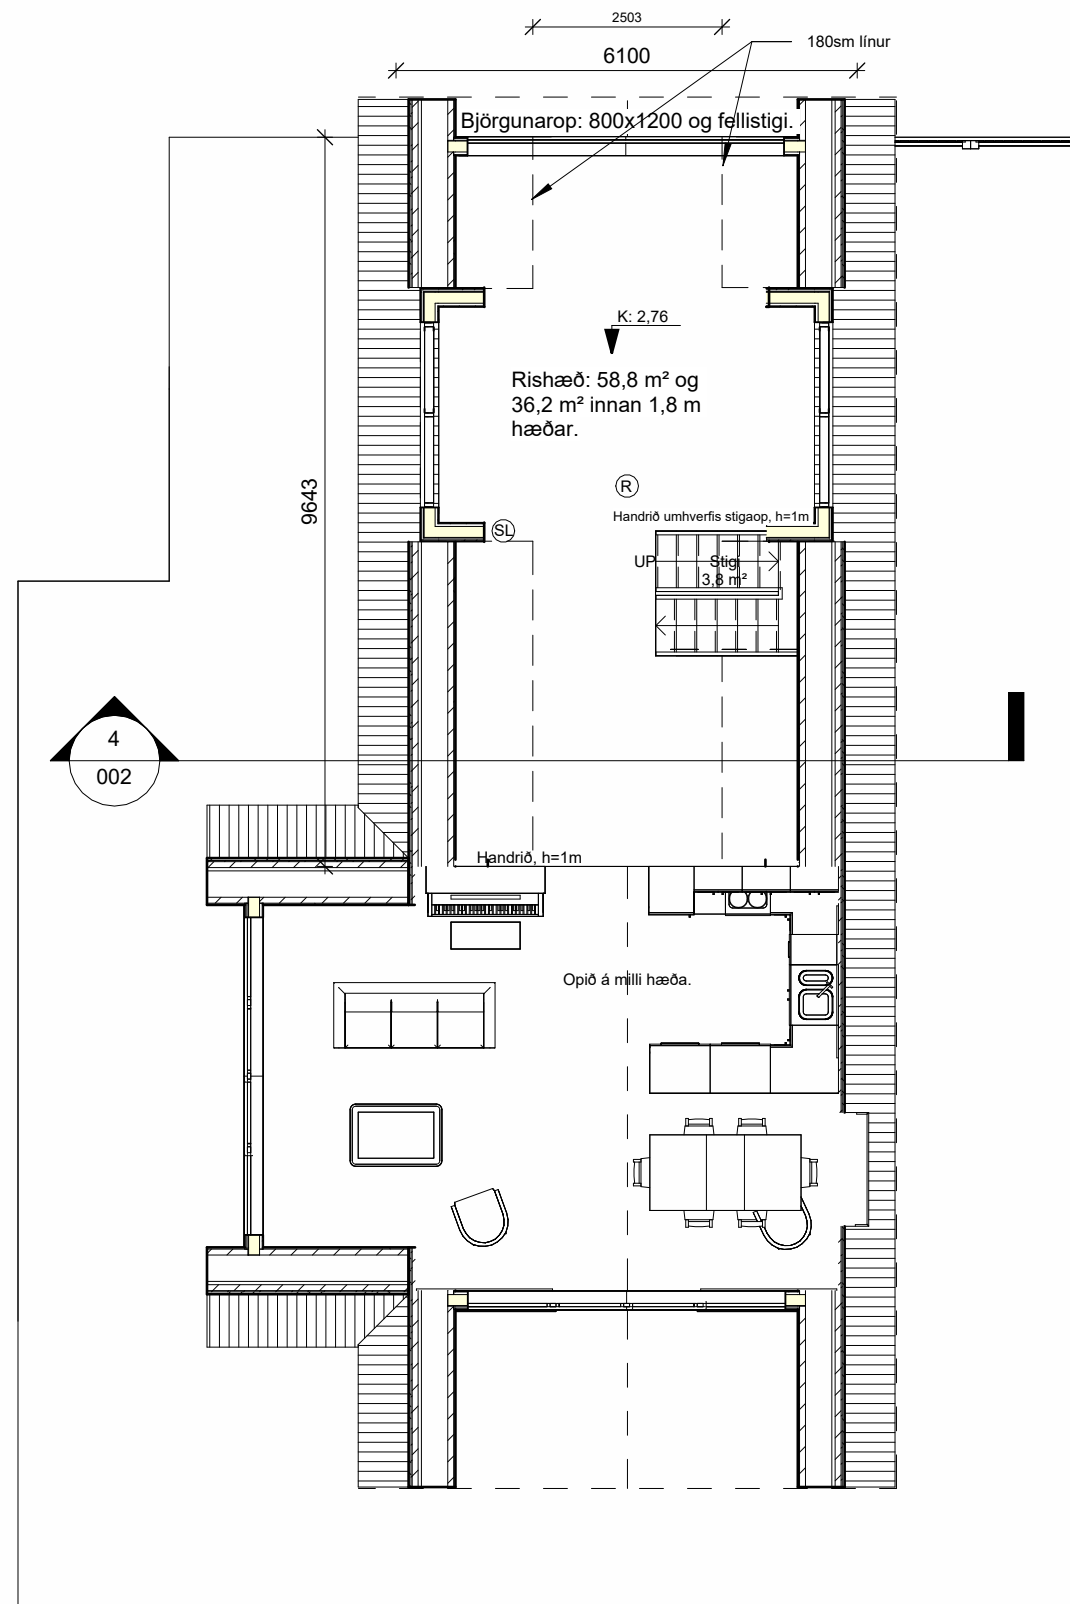 2503
180sm línur
6100
Björgunarop: 800x1200 og fellistigi.
K: 2,76
Rishæð: 58,8 m² og
36,2 m² innan 1,8 m
hæðar.
9643
R
Handrið umhverfis stigaop, h=1m
SL
UP
Stigi
3,8 m²
4
002
Handrið, h=1m
Opið á milli hæða.